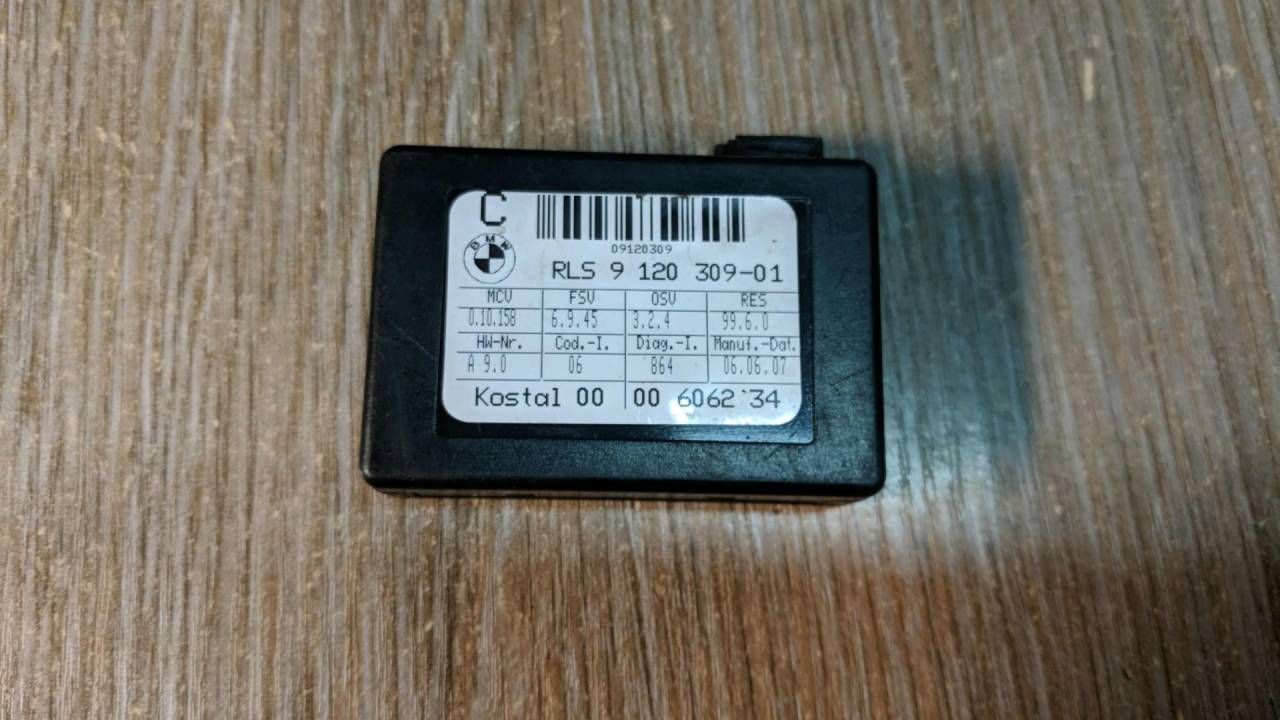 C
BMW
09120309
RLS 9 120 309-01
MCV FSV OSV RES
0.10.158 6.9.45 3.2.4 99.6.0
HW-Nr. Cod.-I. Diag.-I. Manuf.-Dat.
A 9.0 06 864 06.06.07
Kostal 00 00 6062 34